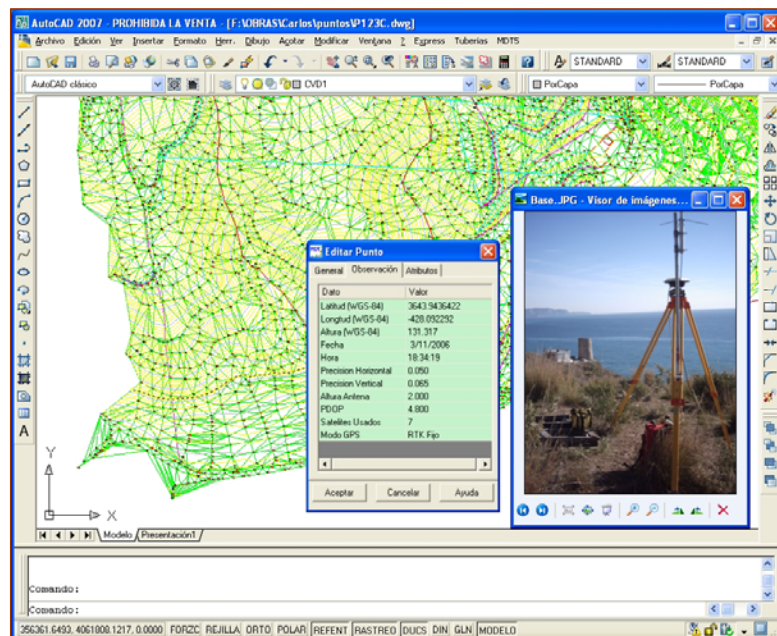 AutoCAD 2007 - PROHIBIDA LA VENTA - [F:\OBRAS\Carlos\puntos\P123C.dwg]
Archivo Edición Ver Insertar Formato Herr. Dibujo Acotar Modificar Ventana ? Express Tuberias MDT5
STANDARD STANDARD
AutoCAD clásico CVD1 PorCapa PorCapa
Base.JPG - Visor de imágenes...
Editar Punto
General Observación Atributos
Dato Valor
Latitud (WGS-84) 3643.9436422
Longitud (WGS-84) -428.092292
Altura (WGS-84) 131.317
Fecha 3/11/2006
Hora 18:34:19
Precision Horizontal 0.050
Precision Vertical 0.065
Altura Antena 2.000
PDOP 4.800
Satelites Usados 7
Modo GPS RTK Fijo
Aceptar Cancelar Ayuda
Y
X
Modelo Presentación1
Comando:
Comando:
356361.6493, 4061808.1217, 0.0000 FORZC REJILLA ORTO POLAR REFENT RASTREO DUCS DIN GLN MODELO